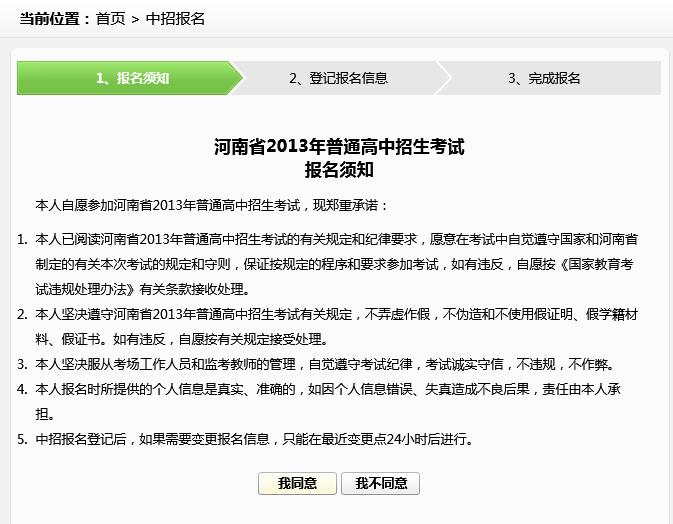 当前位置：首页 > 中招报名
1、报名须知
2、登记报名信息
3、完成报名
河南省2013年普通高中招生考试
报名须知
本人自愿参加河南省2013年普通高中招生考试，现郑重承诺：
1. 本人已阅读河南省2013年普通高中招生考试的有关规定和纪律要求，愿意在考试中自觉遵守国家和河南省
制定的有关本次考试的规定和守则，保证按规定的程序和要求参加考试，如有违反，自愿按《国家教育考
试违规处理办法》有关条款接收处理。
2. 本人坚决遵守河南省2013年普通高中招生考试有关规定，不弄虚作假，不伪造和不使用假证明、假学籍材
料、假证书。如有违反，自愿按有关规定接受处理。
3. 本人坚决服从考场工作人员和监考教师的管理，自觉遵守考试纪律，考试诚实守信，不违规，不作弊。
4. 本人报名时所提供的个人信息是真实、准确的，如因个人信息错误、失真造成不良后果，责任由本人承
担。
5. 中招报名登记后，如果需要变更报名信息，只能在最近变更点24小时后进行。
我同意
我不同意